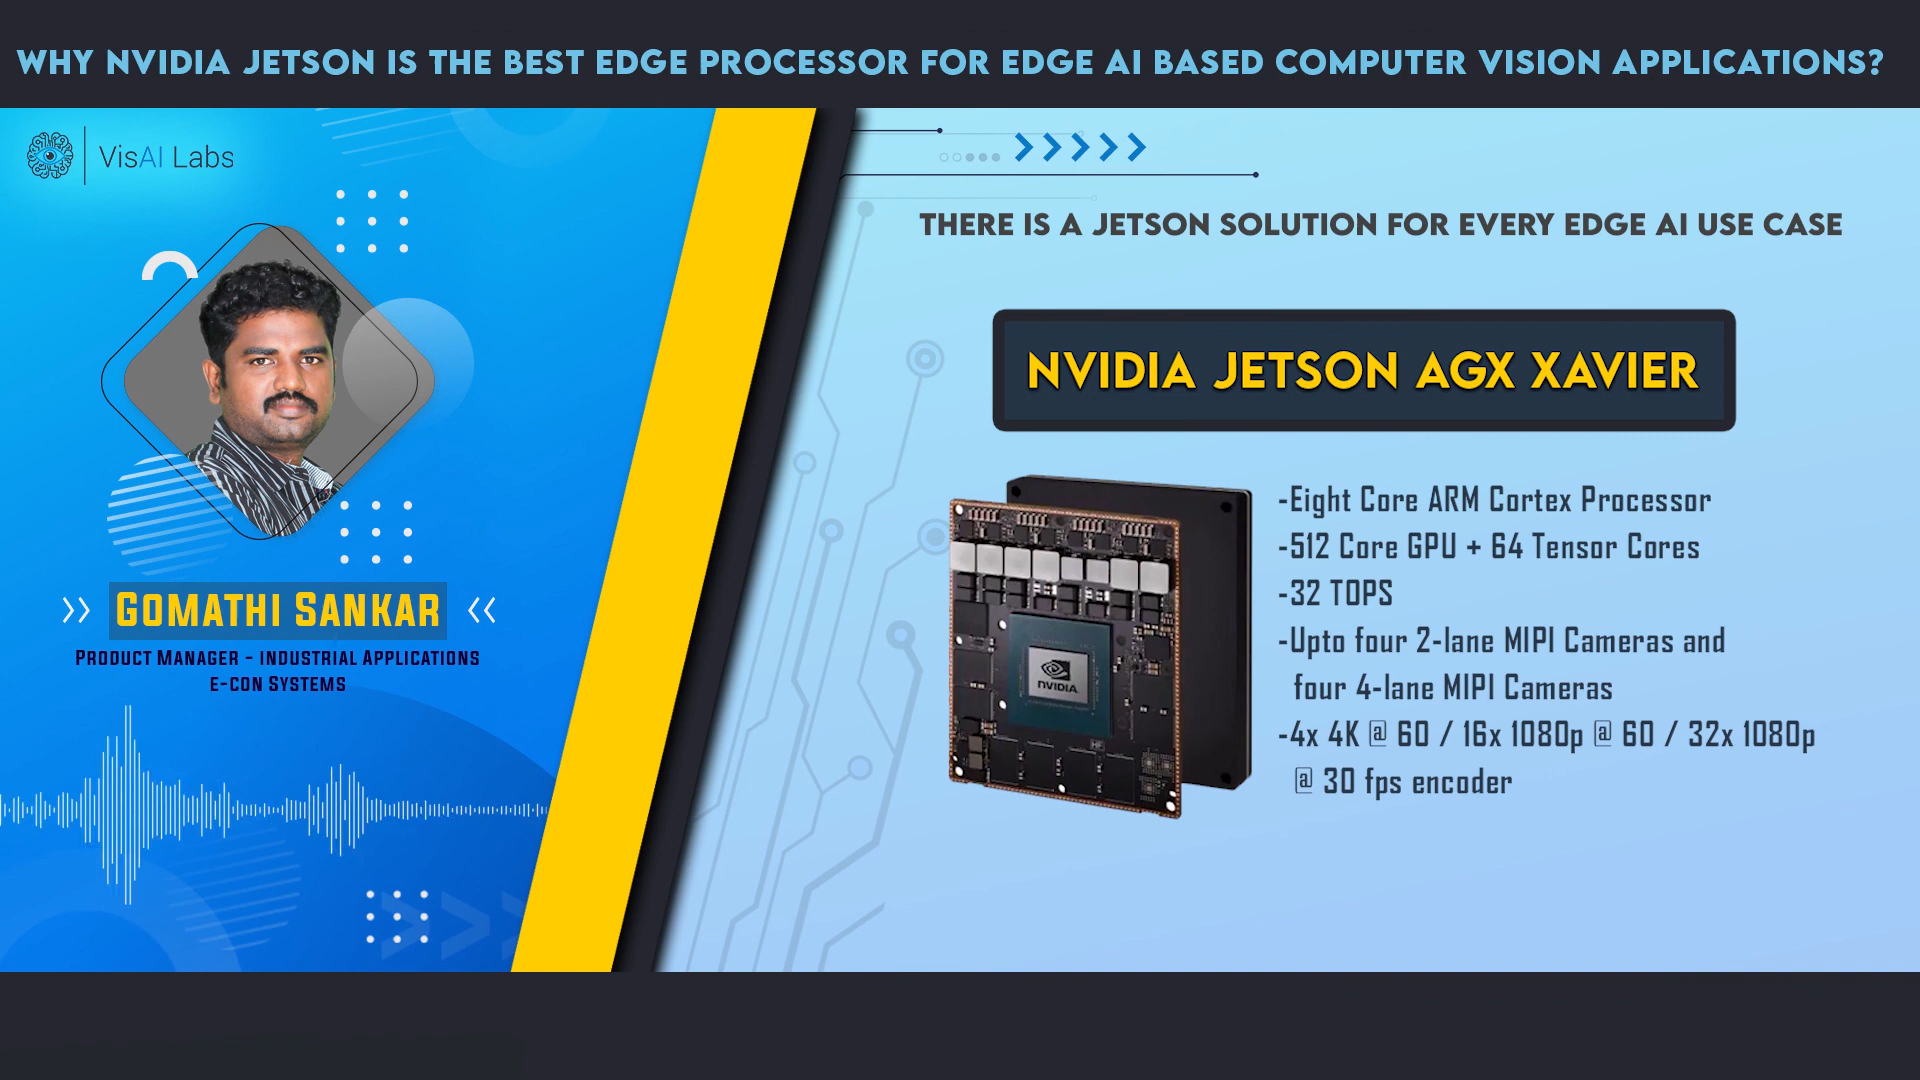 WHY NVIDIA JETSON IS THE BEST EDGE PROCESSOR FOR EDGE AI BASED COMPUTER VISION APPLICATIONS?
VisAI Labs
THERE IS A JETSON SOLUTION FOR EVERY EDGE AI USE CASE
NVIDIA JETSON AGX XAVIER
-Eight Core ARM Cortex Processor
-512 Core GPU + 64 Tensor Cores
-32 TOPS
-Upto four 2-lane MIPI Cameras and
four 4-lane MIPI Cameras
-4x 4K @ 60 / 16x 1080p @ 60 / 32x 1080p
@ 30 fps encoder
NVIDIA
>> GOMATHI SANKAR <<
PRODUCT MANAGER - INDUSTRIAL APPLICATIONS
E-CON SYSTEMS